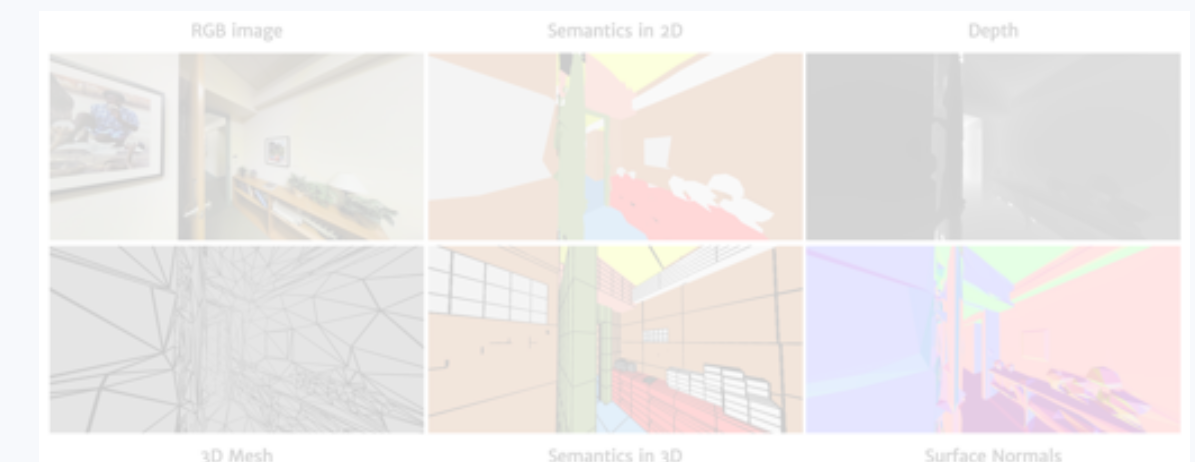 RGB image
Semantics in 2D
Depth
3D Mesh
Semantics in 3D
Surface Normals